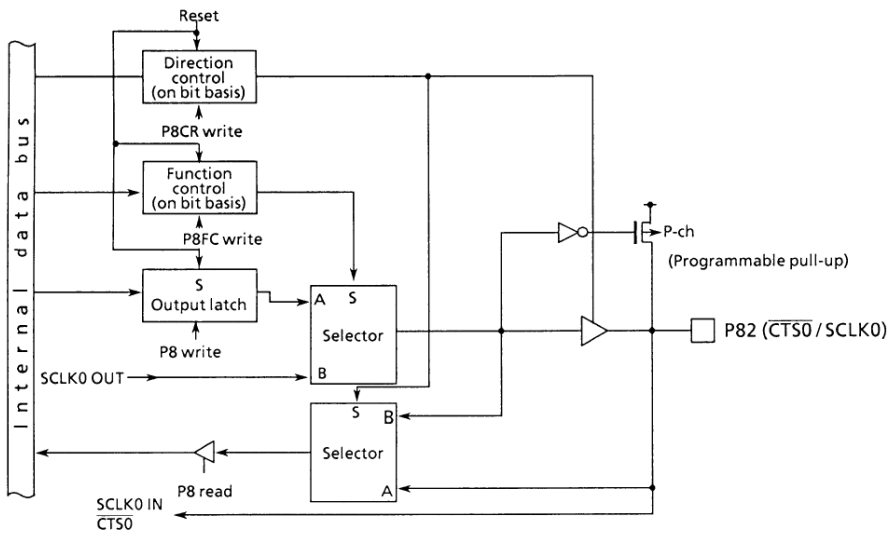 Reset
Direction
control
(on bit basis)
P8CR write
Function
control
(on bit basis)
P8FC write
S
Output latch
P8 write
SCLK0 OUT
A S
Selector
B
S
B
Selector
A
P8 read
SCLK0 IN
CTS0
P-ch
(Programmable pull-up)
P82 (CTS0/SCLK0)
Internal data bus